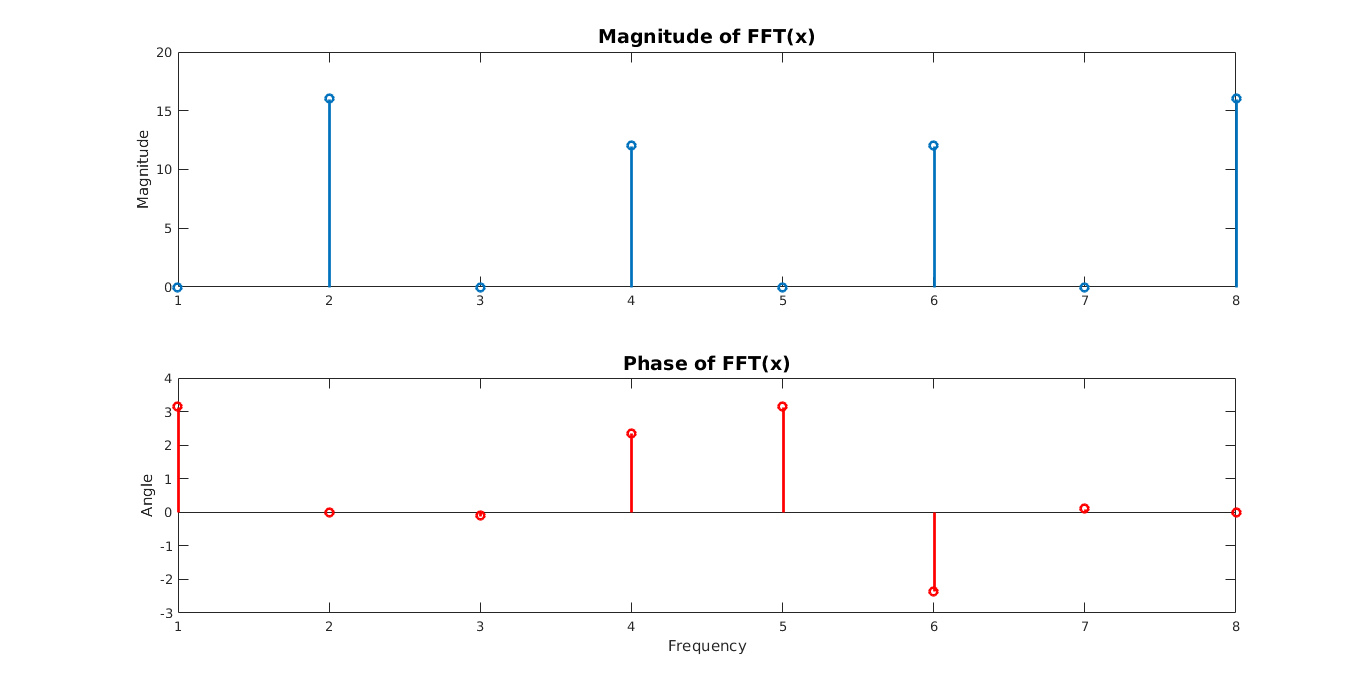 Magnitude of FFT(x)
20
15
10
5
0
Magnitude
1 2 3 4 5 6 7 8
Phase of FFT(x)
4
3
2
1
0
-1
-2
-3
Angle
1 2 3 4 5 6 7 8
Frequency